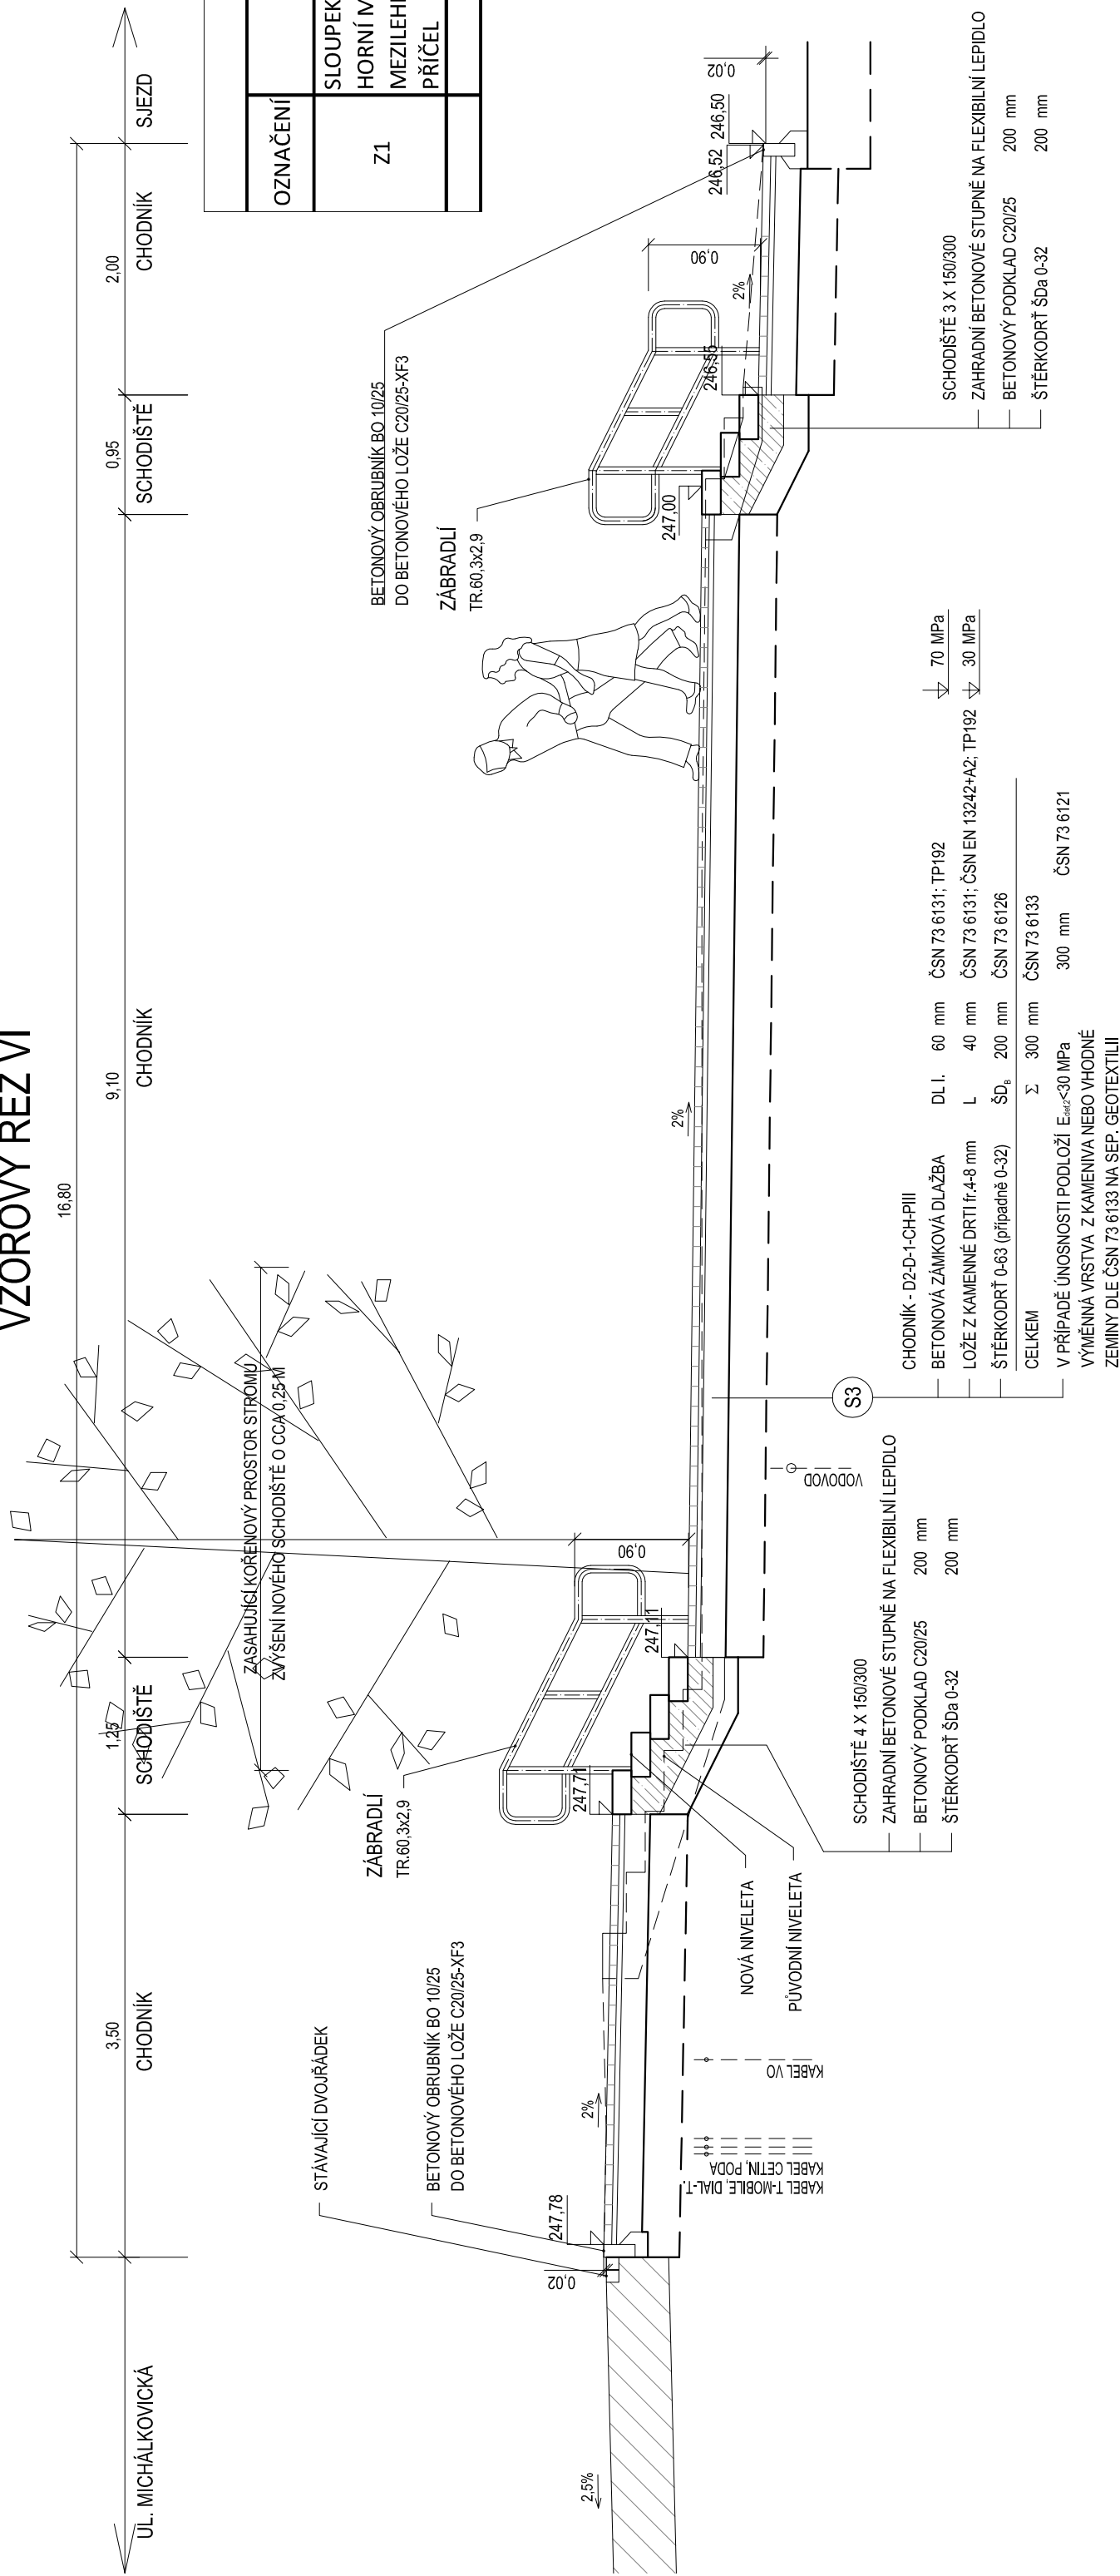 VZOROVÝ ŘEZ VI
16,80
3,50
1,25
9,10
0,95
2,00
UL. MICHÁLKOVICKÁ
CHODNÍK
SCHODIŠTĚ
CHODNÍK
SCHODIŠTĚ
CHODNÍK
SJEZD
OZNAČENÍ
Z1
SLOUPEK
HORNÍ M
MEZILEH
PŘÍČEL
ZASAHUJÍCÍ KOŘENOVÝ PROSTOR STROMU
ZVÝŠENÍ NOVÉHO SCHODIŠTĚ O CCA 0,25 M
STÁVAJÍCÍ DVOJŘÁDEK
BETONOVÝ OBRUBNÍK BO 10/25
DO BETONOVÉHO LOŽE C20/25-XF3
ZÁBRADLÍ
TR.60,3x2,9
BETONOVÝ OBRUBNÍK BO 10/25
DO BETONOVÉHO LOŽE C20/25-XF3
ZÁBRADLÍ
TR.60,3x2,9
2,5%
0,02
247,78
2%
247,71
247,11
0,90
2%
247,00
246,55
2%
0,90
246,52
246,50
0,02
KABEL T-MOBILE, DIAL-T.
KABEL CETIN, PODA
KABEL VO
VODOVOD
NOVÁ NIVELETA
PŮVODNÍ NIVELETA
SCHODIŠTĚ 4 X 150/300
ZAHRADNÍ BETONOVÉ STUPNĚ NA FLEXIBILNÍ LEPIDLO
BETONOVÝ PODKLAD C20/25 200 mm
ŠTĚRKODRŤ ŠDa 0-32 200 mm
S3
CHODNÍK - D2-D-1-CH-PIII
BETONOVÁ ZÁMKOVÁ DLAŽBA DL I. 60 mm ČSN 73 6131; TP192 70 MPa
LOŽE Z KAMENNÉ DRTI fr.4-8 mm L 40 mm ČSN 73 6131; ČSN EN 13242+A2; TP192 30 MPa
ŠTĚRKODRŤ 0-63 (případně 0-32) ŠDB 200 mm ČSN 73 6126
CELKEM Σ 300 mm ČSN 73 6133
V PŘÍPADĚ ÚNOSNOSTI PODLOŽÍ Edef,2<30 MPa 300 mm ČSN 73 6121
VÝMĚNNÁ VRSTVA Z KAMENIVA NEBO VHODNÉ
ZEMINY DLE ČSN 73 6133 NA SEP. GEOTEXTILII
SCHODIŠTĚ 3 X 150/300
ZAHRADNÍ BETONOVÉ STUPNĚ NA FLEXIBILNÍ LEPIDLO
BETONOVÝ PODKLAD C20/25 200 mm
ŠTĚRKODRŤ ŠDa 0-32 200 mm